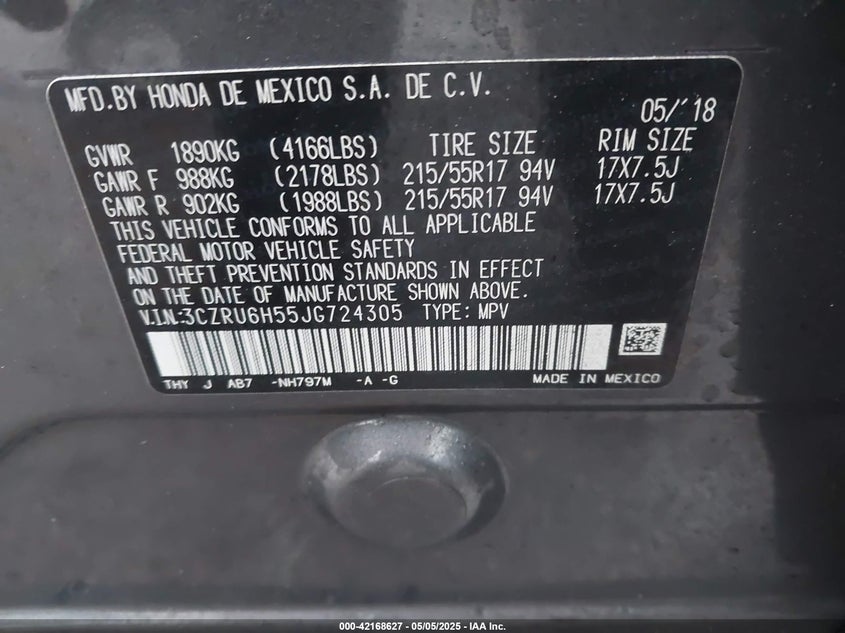 MFD.BY HONDA DE MEXICO S.A. DE C.V.
05/'18
GVWR 1890KG (4166LBS) TIRE SIZE RIM SIZE
GAWR F 988KG (2178LBS) 215/55R17 94V 17X7.5J
GAWR R 902KG (1988LBS) 215/55R17 94V 17X7.5J
THIS VEHICLE CONFORMS TO ALL APPLICABLE
FEDERAL MOTOR VEHICLE SAFETY
AND THEFT PREVENTION STANDARDS IN EFFECT
ON THE DATE OF MANUFACTURE SHOWN ABOVE.
V.I.N:3CZRU6H55JG724305 TYPE: MPV
THY J AB7 -NH797M -A -G MADE IN MEXICO
000-42168627 - 05/05/2025 - IAA Inc.